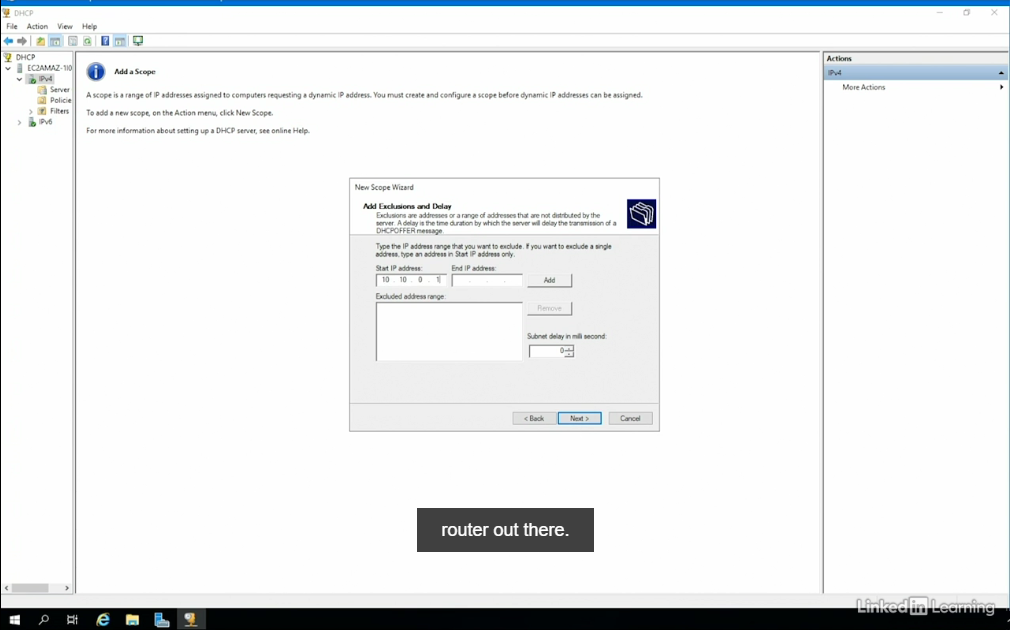 DHCP
File Action View Help
DHCP
EC2AMAZ-1I0
IPv4
Server
Policie
Filters
IPv6
Add a Scope
A scope is a range of IP addresses assigned to computers requesting a dynamic IP address. You must create and configure a scope before dynamic IP addresses can be assigned.
To add a new scope, on the Action menu, click New Scope.
For more information about setting up a DHCP server, see online Help.
Actions
IPv4
More Actions
New Scope Wizard
Add Exclusions and Delay
Exclusions are addresses or a range of addresses that are not distributed by the
server. A delay is the time duration by which the server will delay the transmission of a
DHCPOFFER message.
Type the IP address range that you want to exclude. If you want to exclude a single
address, type an address in Start IP address only.
Start IP address: End IP address:
10 . 10 . 0 . 1 . . . Add
Excluded address range:
Remove
Subnet delay in milli second:
0
< Back Next > Cancel
router out there.
LinkedIn Learning